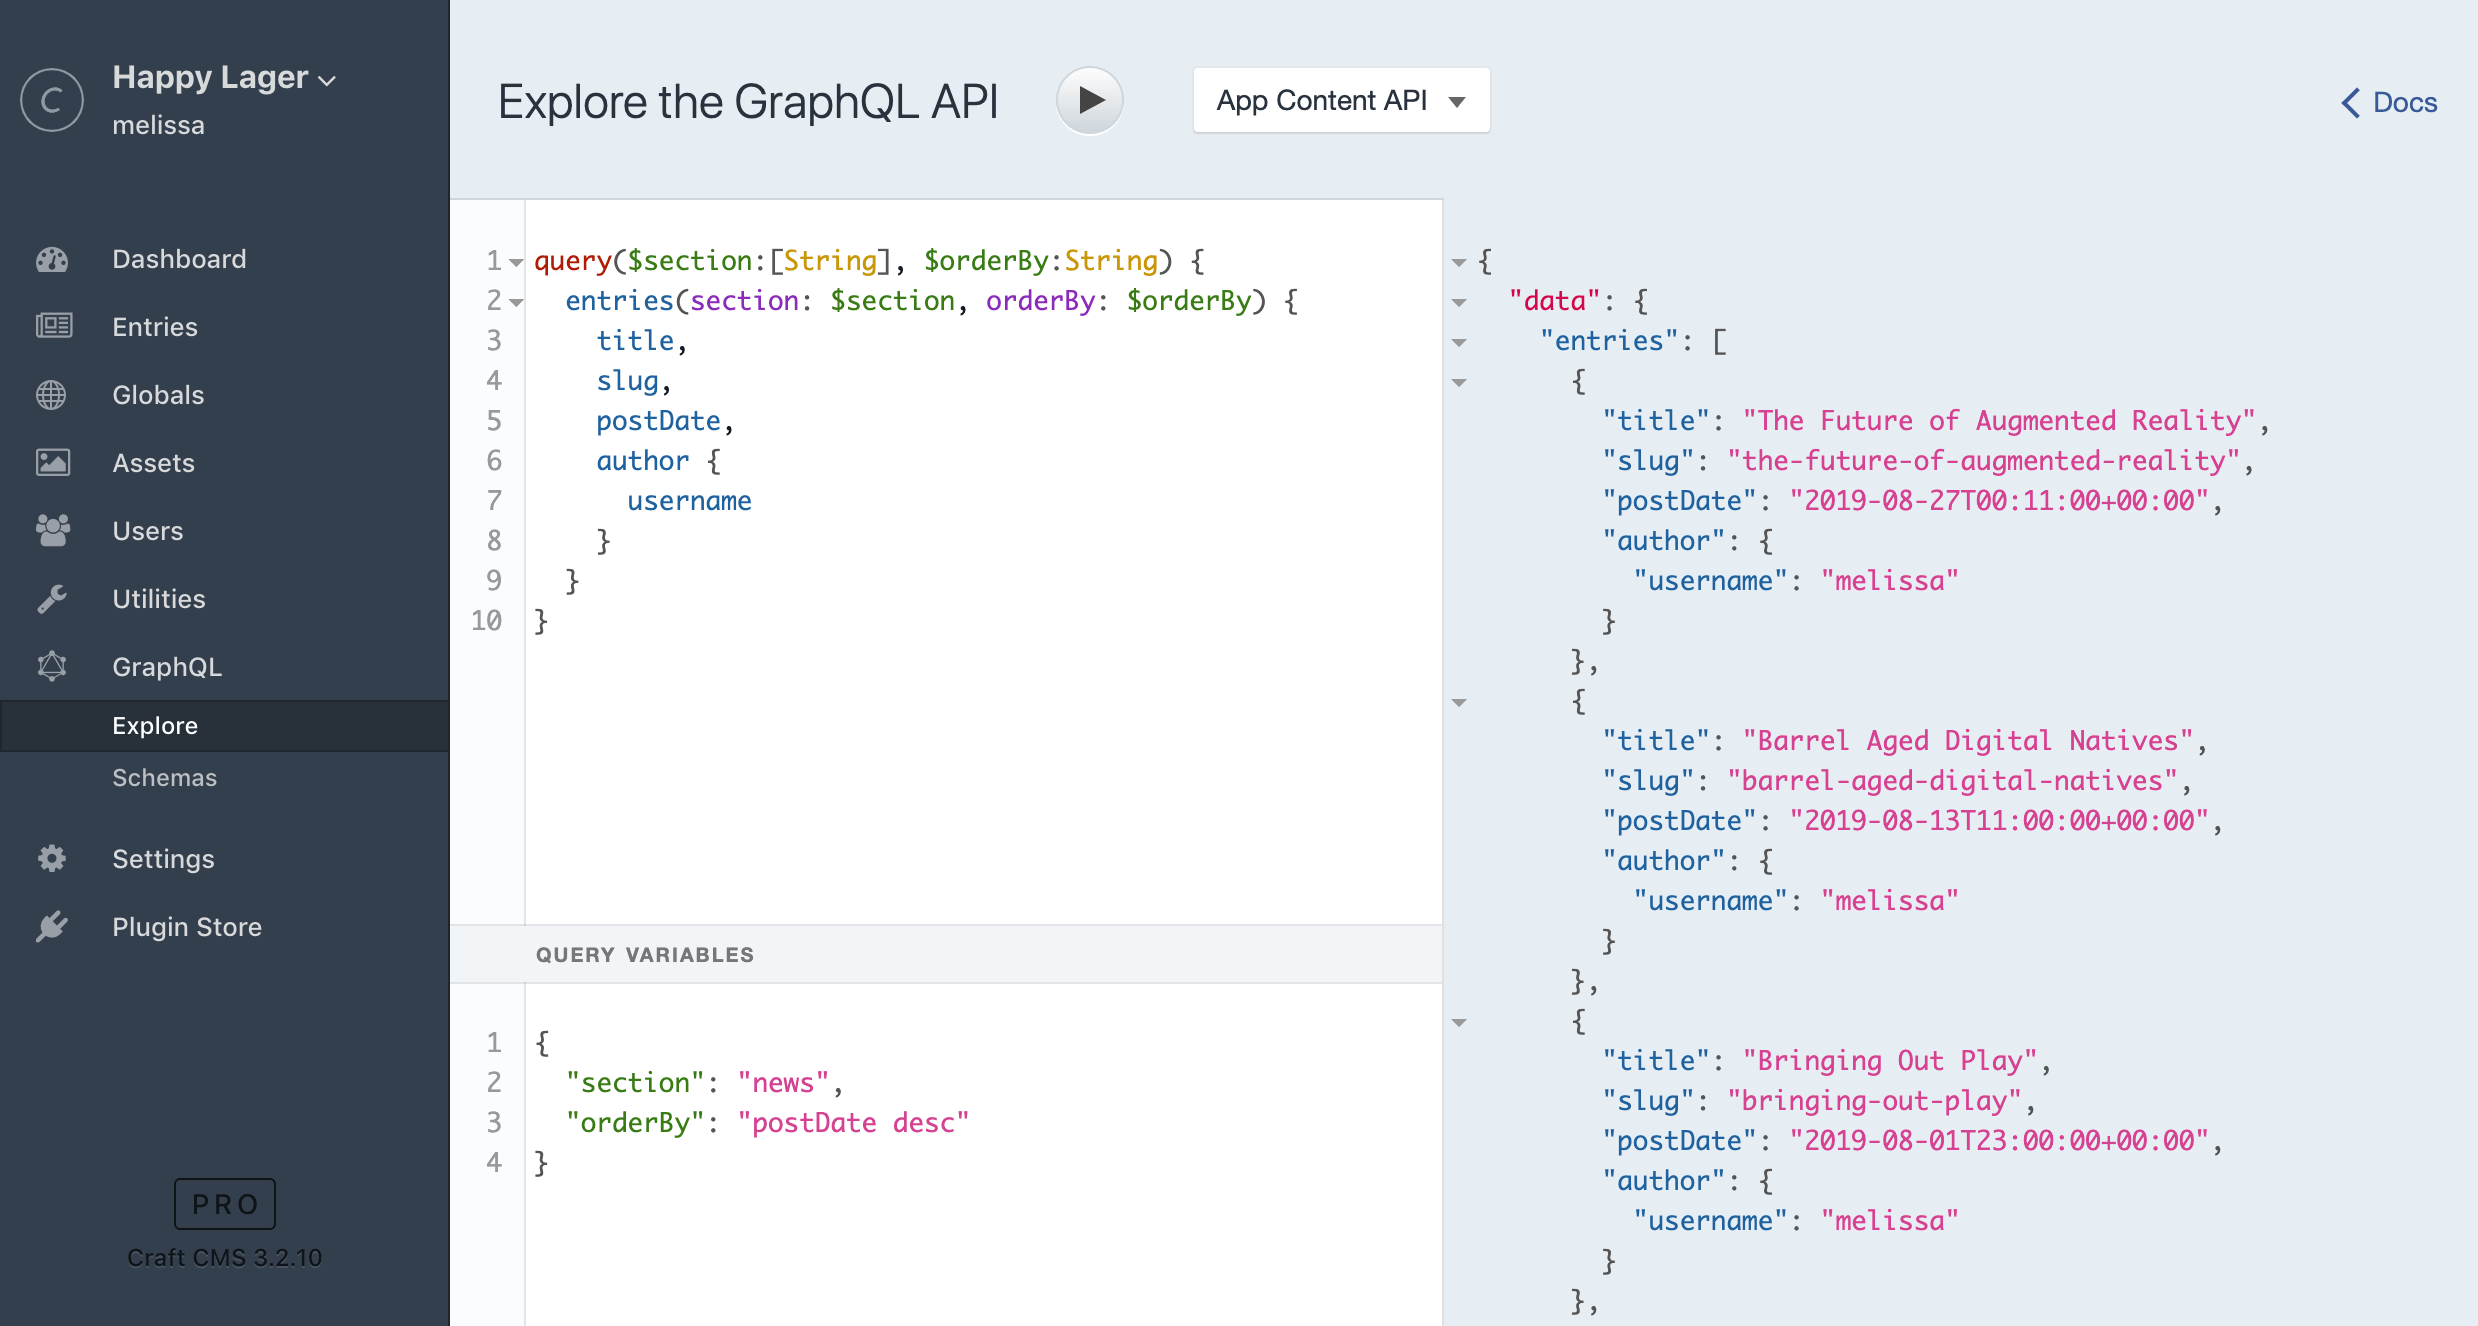 C
Happy Lager
melissa
Dashboard
Entries
Globals
Assets
Users
Utilities
GraphQL
Explore
Schemas
Settings
Plugin Store
PRO
Craft CMS 3.2.10
Explore the GraphQL API
App Content API
Docs
1 query($section:[String], $orderBy:String) {
2   entries(section: $section, orderBy: $orderBy) {
3     title,
4     slug,
5     postDate,
6     author {
7       username
8     }
9   }
10 }
QUERY VARIABLES
1 {
2   "section": "news",
3   "orderBy": "postDate desc"
4 }
{
  "data": {
    "entries": [
      {
        "title": "The Future of Augmented Reality",
        "slug": "the-future-of-augmented-reality",
        "postDate": "2019-08-27T00:11:00+00:00",
        "author": {
          "username": "melissa"
        }
      },
      {
        "title": "Barrel Aged Digital Natives",
        "slug": "barrel-aged-digital-natives",
        "postDate": "2019-08-13T11:00:00+00:00",
        "author": {
          "username": "melissa"
        }
      },
      {
        "title": "Bringing Out Play",
        "slug": "bringing-out-play",
        "postDate": "2019-08-01T23:00:00+00:00",
        "author": {
          "username": "melissa"
        }
      },